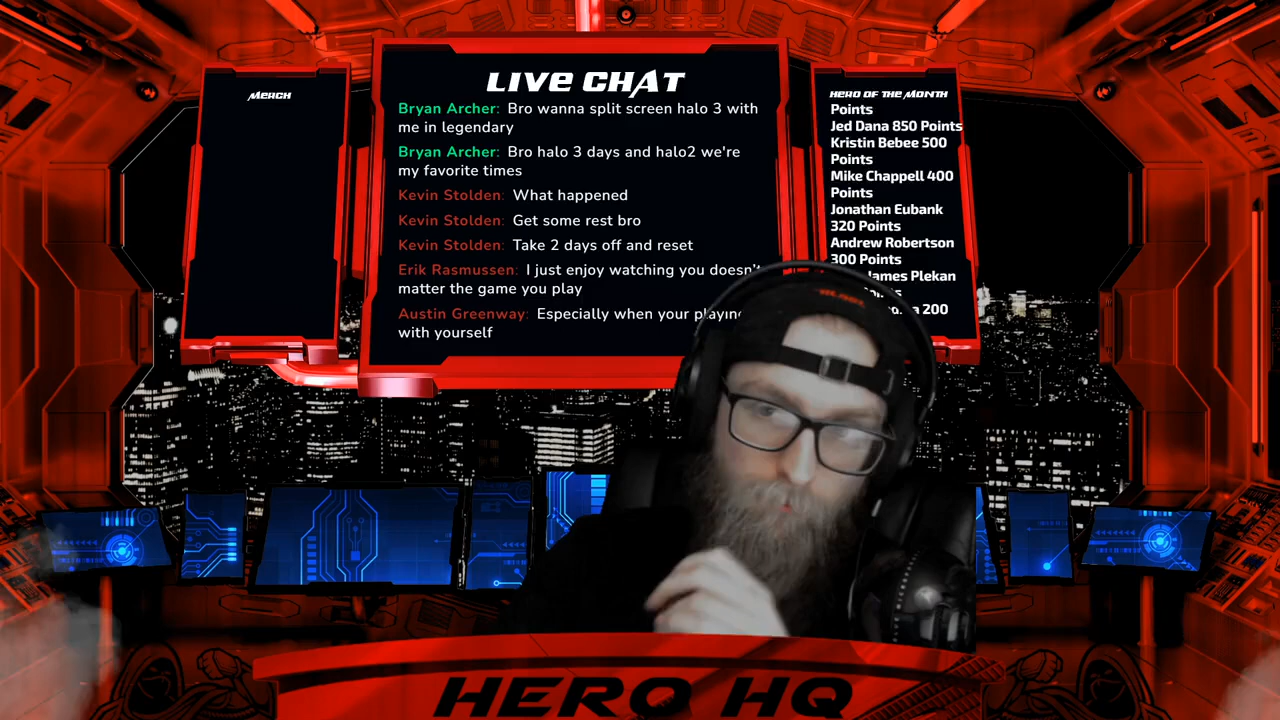 MERCH
LIVE CHAT
Bryan Archer: Bro wanna split screen halo 3 with
me in legendary
Bryan Archer: Bro halo 3 days and halo2 we're
my favorite times
Kevin Stolden: What happened
Kevin Stolden: Get some rest bro
Kevin Stolden: Take 2 days off and reset
Erik Rasmussen: I just enjoy watching you doesn't
matter the game you play
Austin Greenway: Especially when your playing
with yourself
HERO OF THE MONTH
Points
Jed Dana 850 Points
Kristin Bebee 500
Points
Mike Chappell 400
Points
Jonathan Eubank
320 Points
Andrew Robertson
300 Points
James Plekan
200
HERO HQ